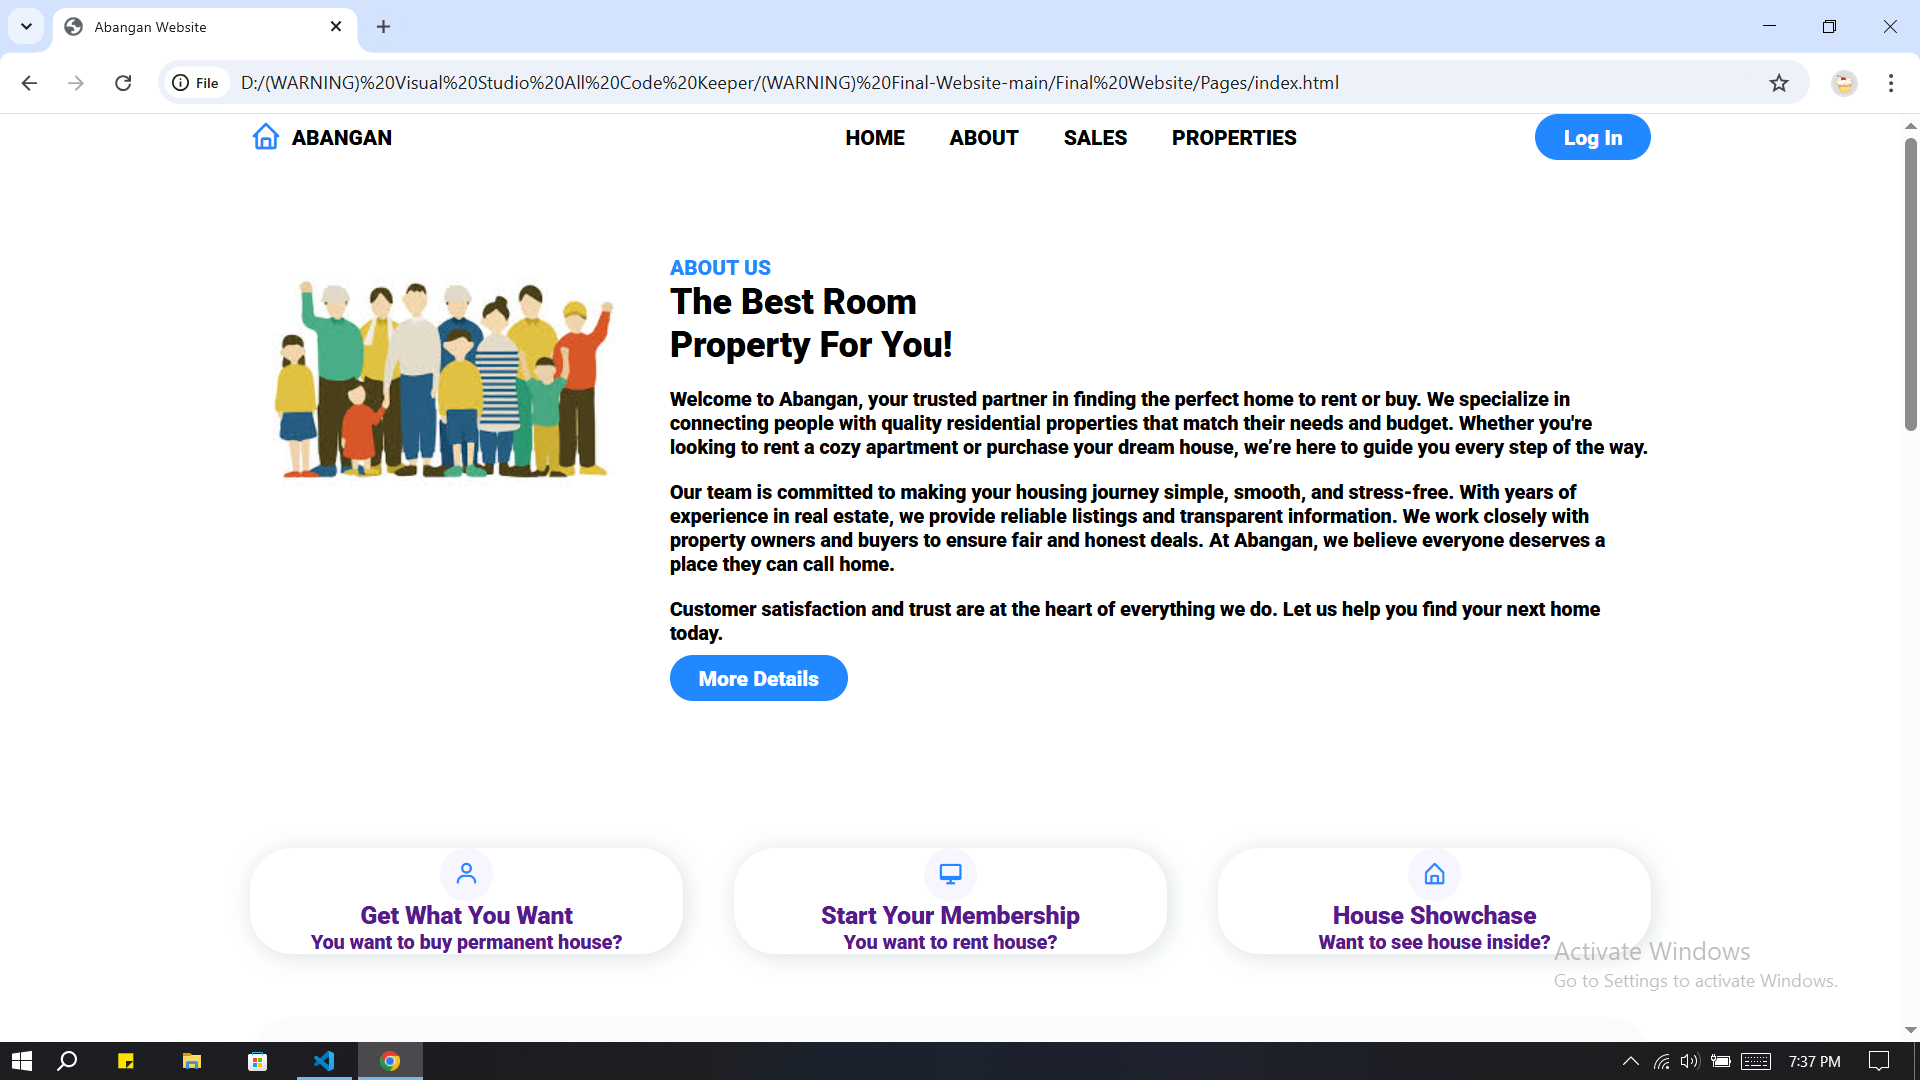 Abangan Website
File
D:/(WARNING)%20Visual%20Studio%20All%20Code%20Keeper/(WARNING)%20Final-Website-main/Final%20Website/Pages/index.html
ABANGAN
HOME
ABOUT
SALES
PROPERTIES
Log In
ABOUT US
The Best Room
Property For You!
Welcome to Abangan, your trusted partner in finding the perfect home to rent or buy. We specialize in
connecting people with quality residential properties that match their needs and budget. Whether you're
looking to rent a cozy apartment or purchase your dream house, we’re here to guide you every step of the way.
Our team is committed to making your housing journey simple, smooth, and stress-free. With years of
experience in real estate, we provide reliable listings and transparent information. We work closely with
property owners and buyers to ensure fair and honest deals. At Abangan, we believe everyone deserves a
place they can call home.
Customer satisfaction and trust are at the heart of everything we do. Let us help you find your next home
today.
More Details
Get What You Want
You want to buy permanent house?
Start Your Membership
You want to rent house?
House Showchase
Want to see house inside?
Activate Windows
Go to Settings to activate Windows.
7:37 PM